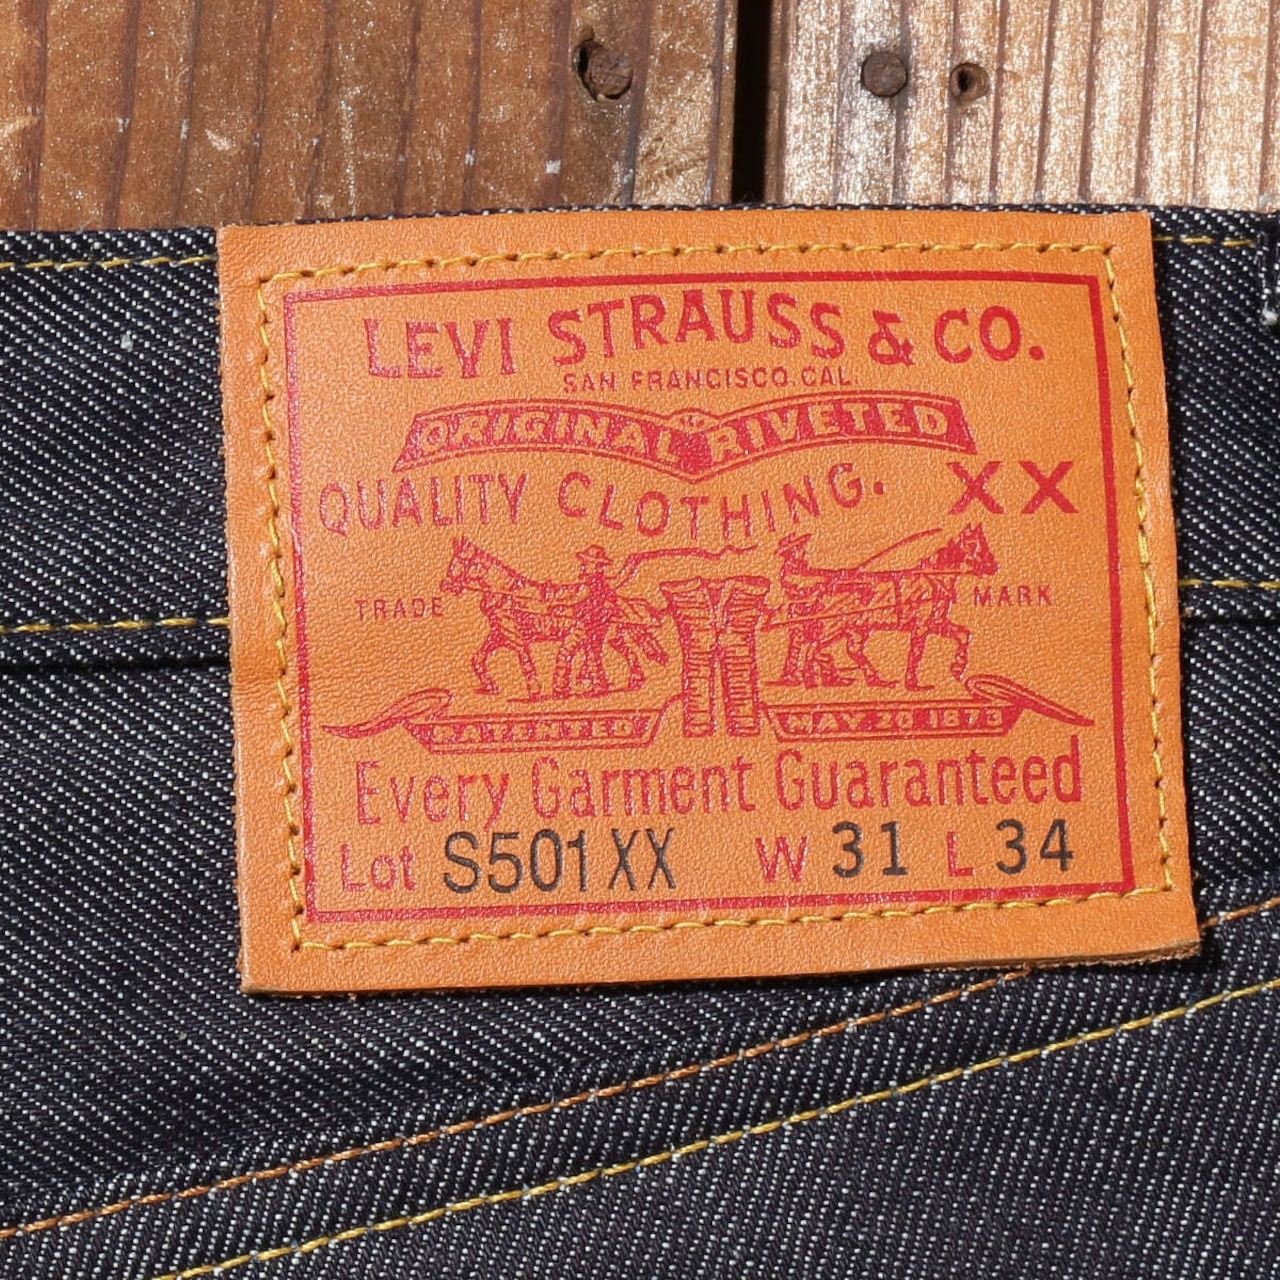 LEVI STRAUSS & CO.
SAN FRANCISCO, CAL.
ORIGINAL RIVETED
QUALITY CLOTHING. XX
TRADE MARK
PATENTED MAY 20 1873
Every Garment Guaranteed
Lot S501XX W 31 L 34